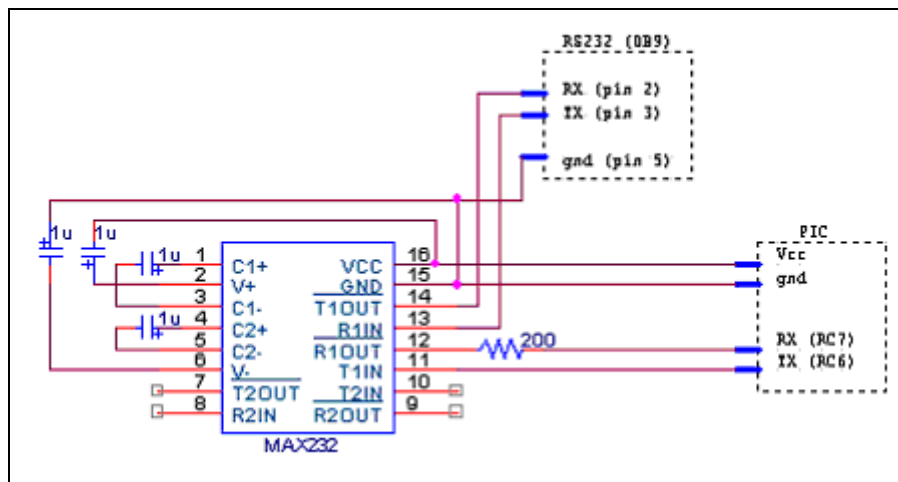 RS232 (DB9)
RX (pin 2)
TX (pin 3)
gnd (pin 5)
1u
1u
1u
1u
1 C1+
2 V+
3 C1-
4 C2+
5 C2-
6 V-
7 T2OUT
8 R2IN
VCC 16
GND 15
T1OUT 14
R1IN 13
R1OUT 12
T1IN 11
T2IN 10
R2OUT 9
MAX232
200
PIC
Vcc
gnd
RX (RC7)
TX (RC6)